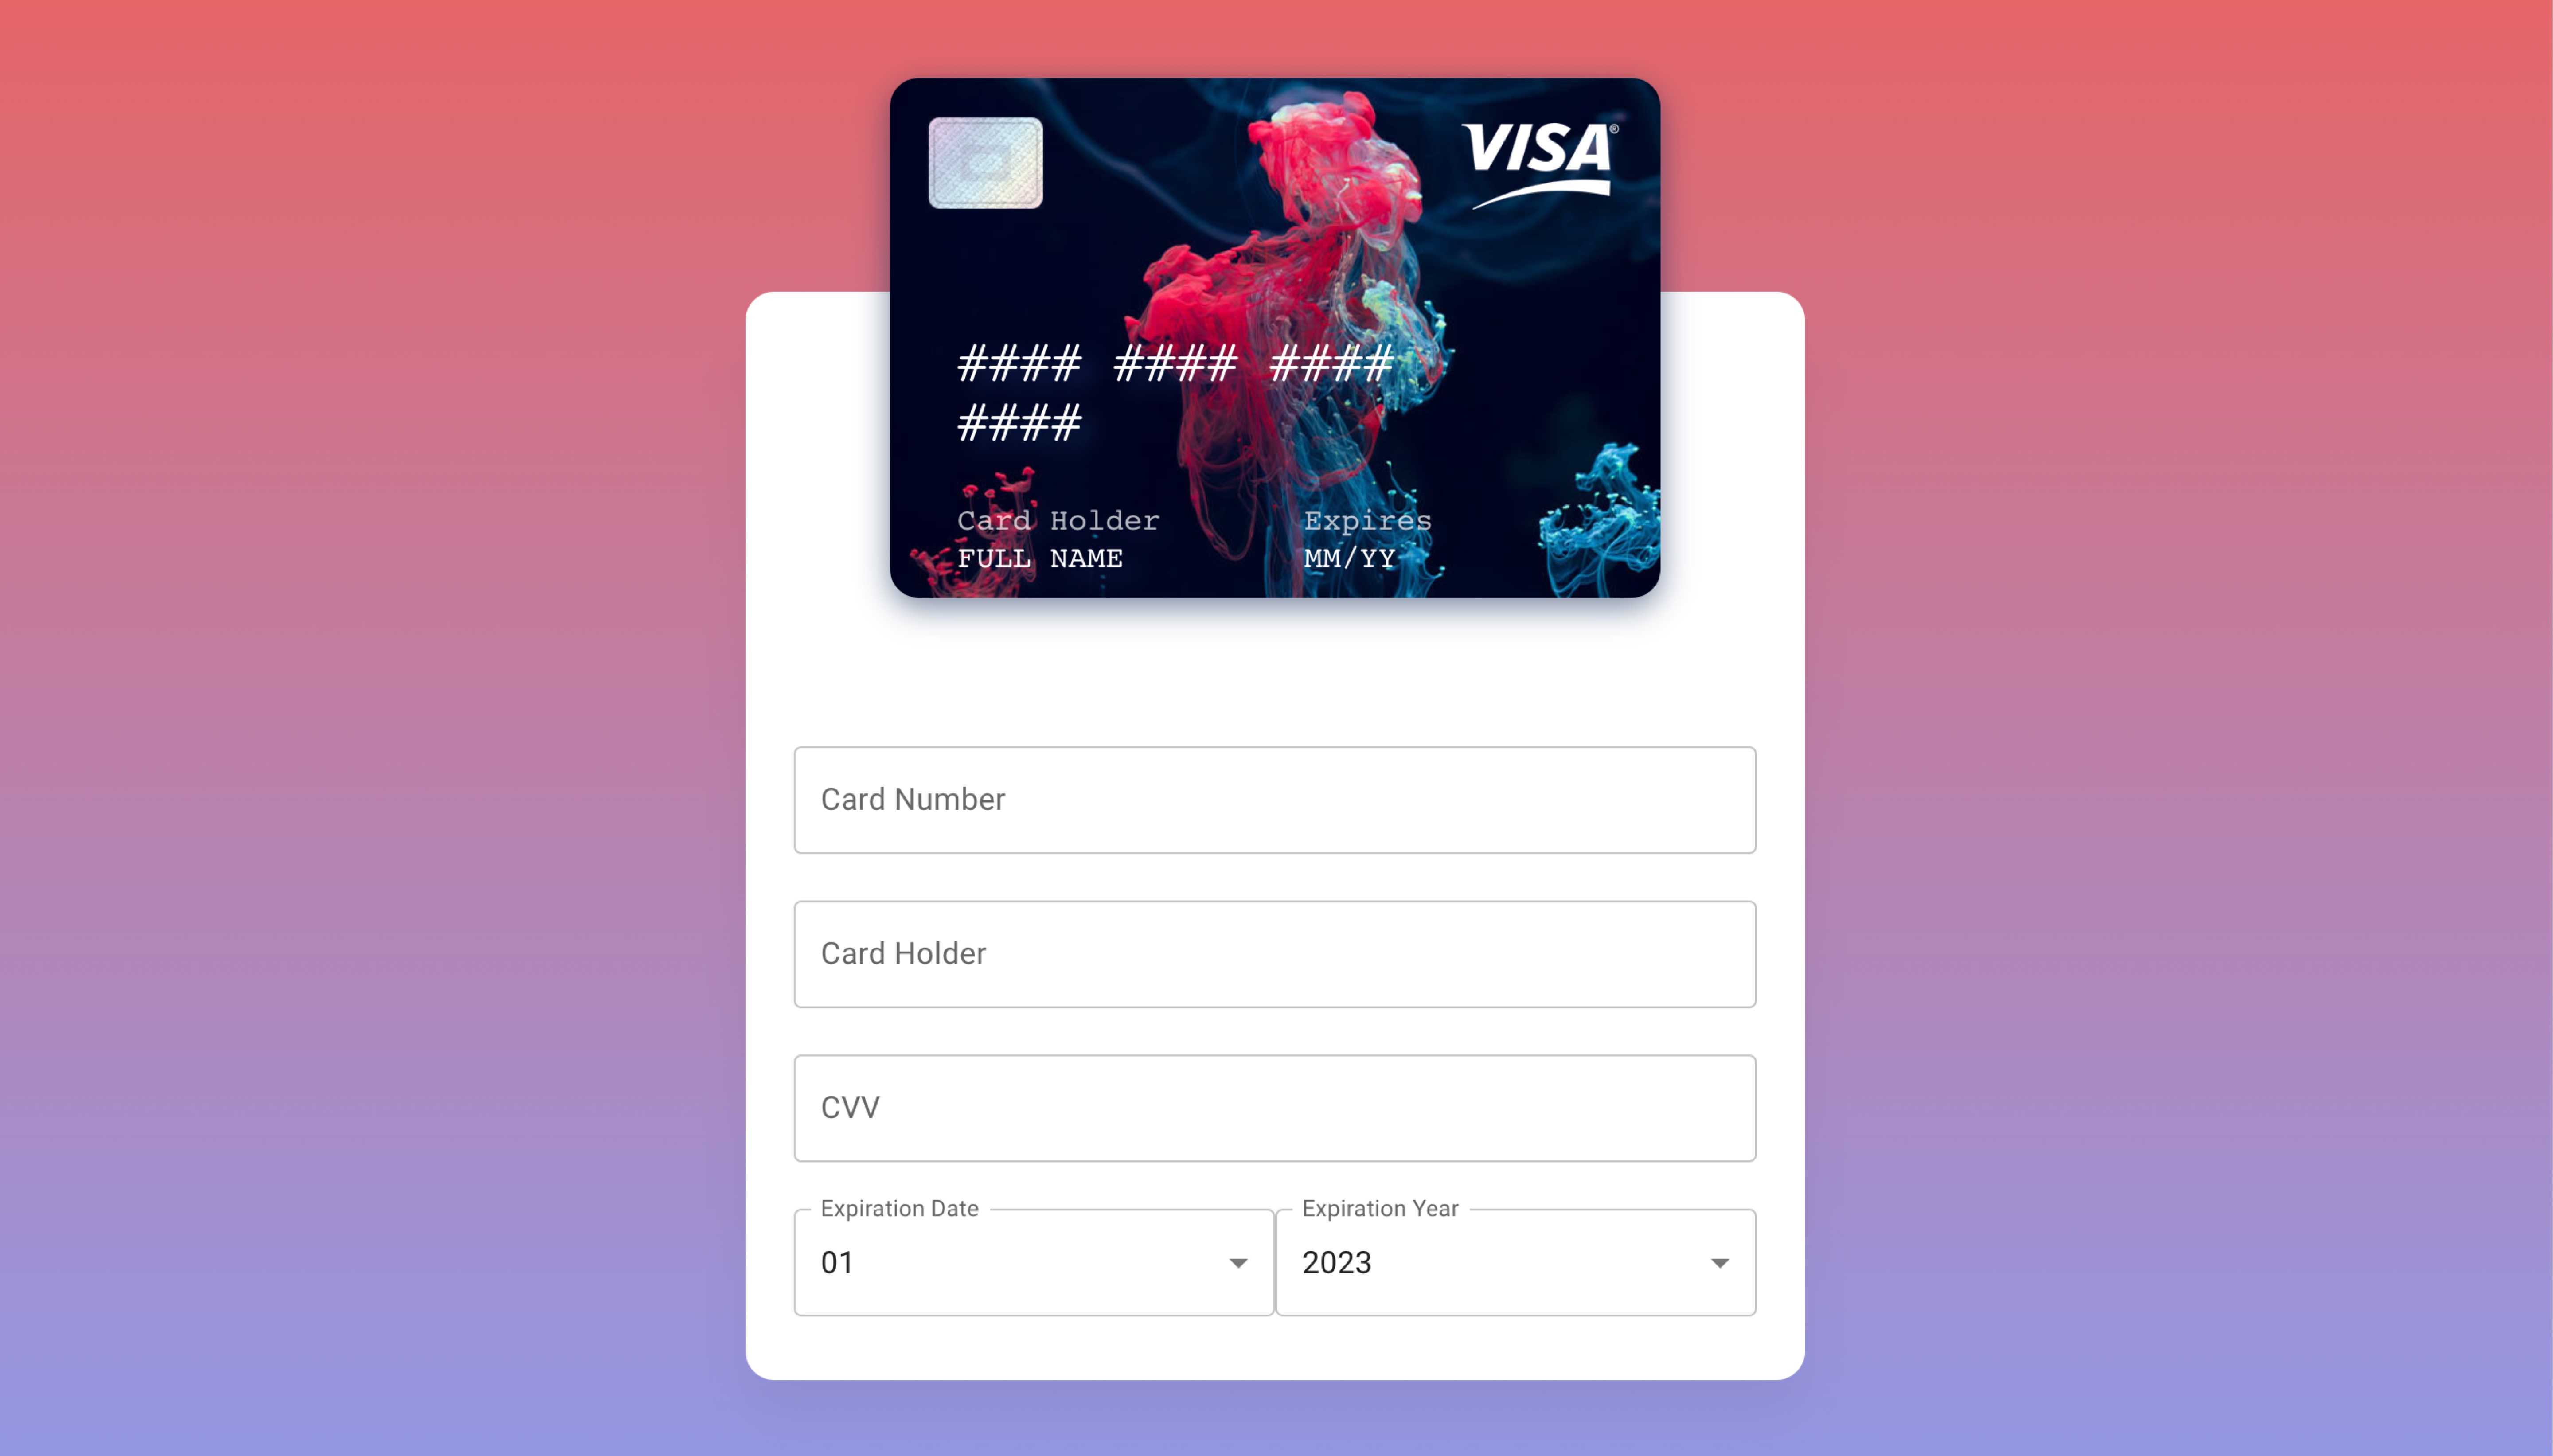 VISA®
#### #### ####
####
Card Holder Expires
FULL NAME MM/YY
Card Number
Card Holder
CVV
Expiration Date Expiration Year
01 2023